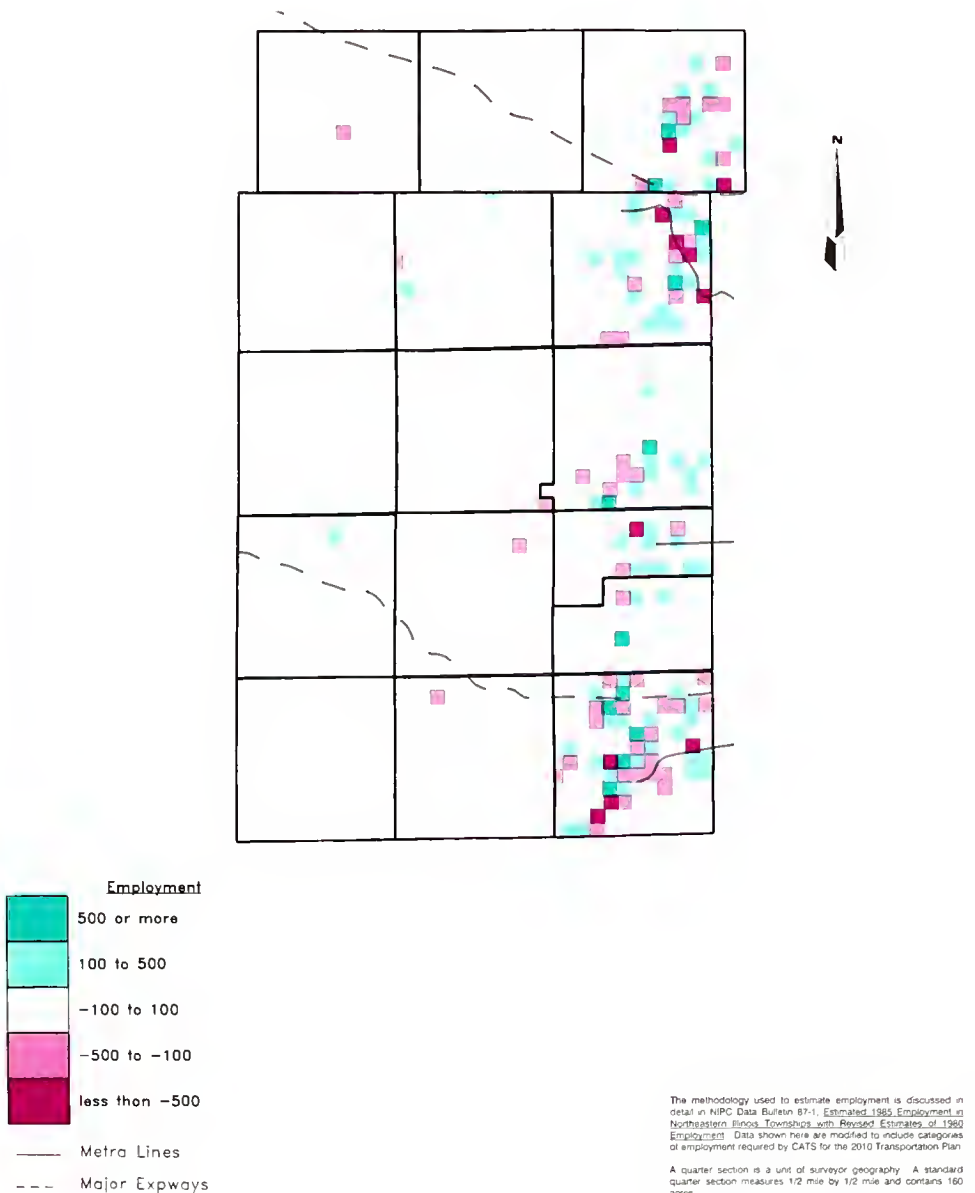 N
Employment
500 or more
100 to 500
-100 to 100
-500 to -100
less than -500
Metra Lines
Major Expways
The methodology used to estimate employment is discussed in
detail in NIPC Data Bulletin 87-1, Estimated 1985 Employment in
Northeastern Illinois Townships with Revised Estimates of 1980
Employment Data shown here are modified to include categories
of employment required by CATS for the 2010 Transportation Plan
A quarter section is a unit of surveyor geography A standard
quarter section measures 1/2 mile by 1/2 mile and contains 160